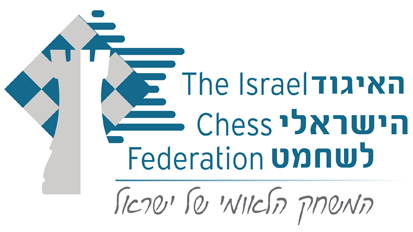 The Israel האיגוד
Chess הישראלי
Federation לשחמט
המשחק הלאומי של ישראל